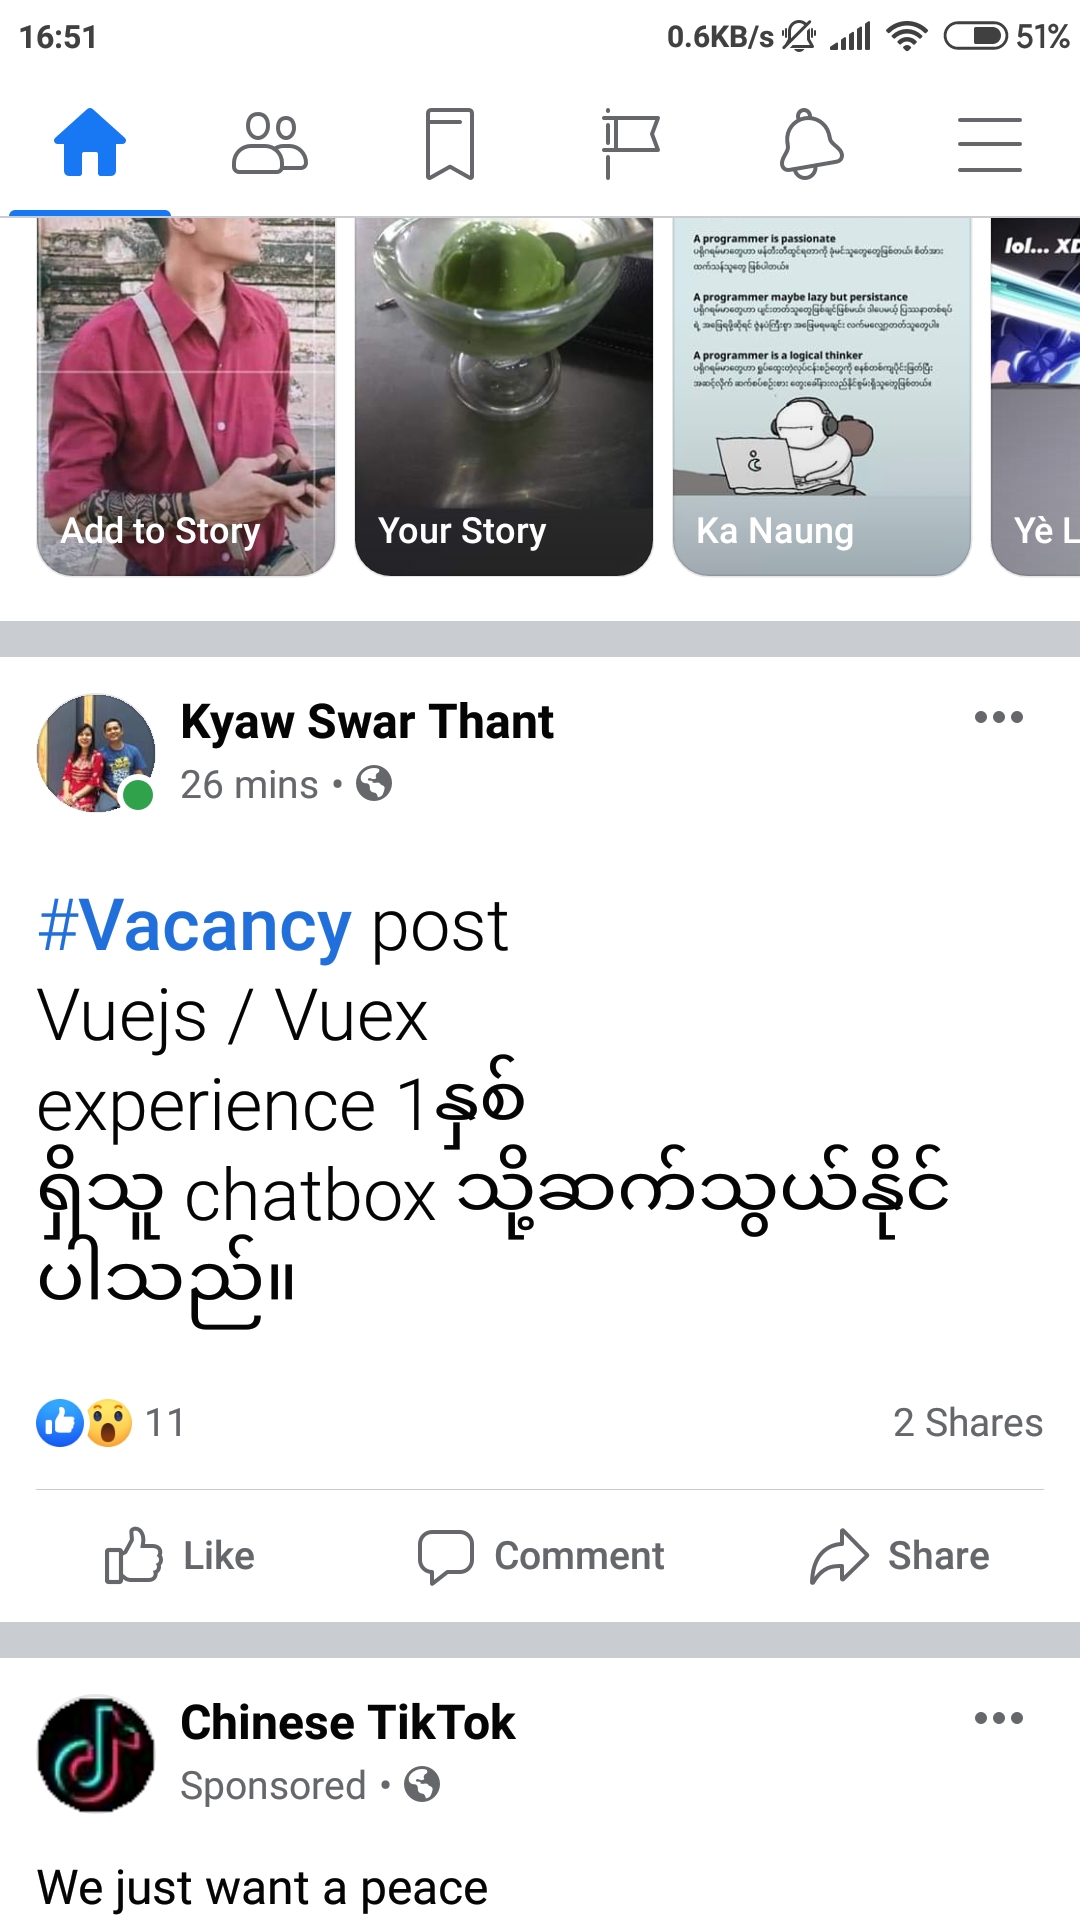 16:51
0.6KB/s 51%
A programmer is passionate
A programmer maybe lazy but persistance
A programmer is a logical thinker
lol... XD
Add to Story
Your Story
Ka Naung
Yè L
Kyaw Swar Thant
26 mins •
#Vacancy post
Vuejs / Vuex
experience 1နှစ်
ရှိသူ chatbox သို့ဆက်သွယ်နိုင်
ပါသည်။
11
2 Shares
Like
Comment
Share
Chinese TikTok
Sponsored •
We just want a peace